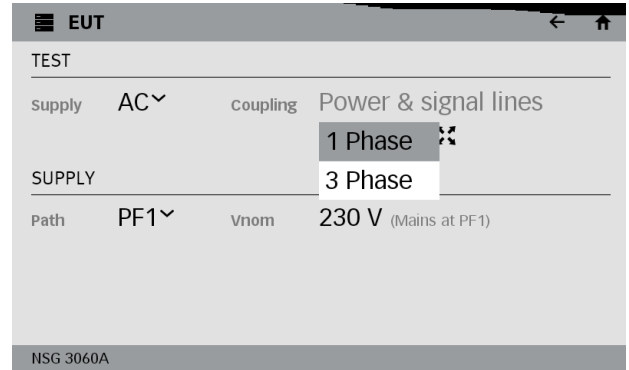 EUT
TEST
Supply AC Coupling Power & signal lines
1 Phase
3 Phase
SUPPLY
Path PF1 Vnom 230 V (Mains at PF1)
NSG 3060A